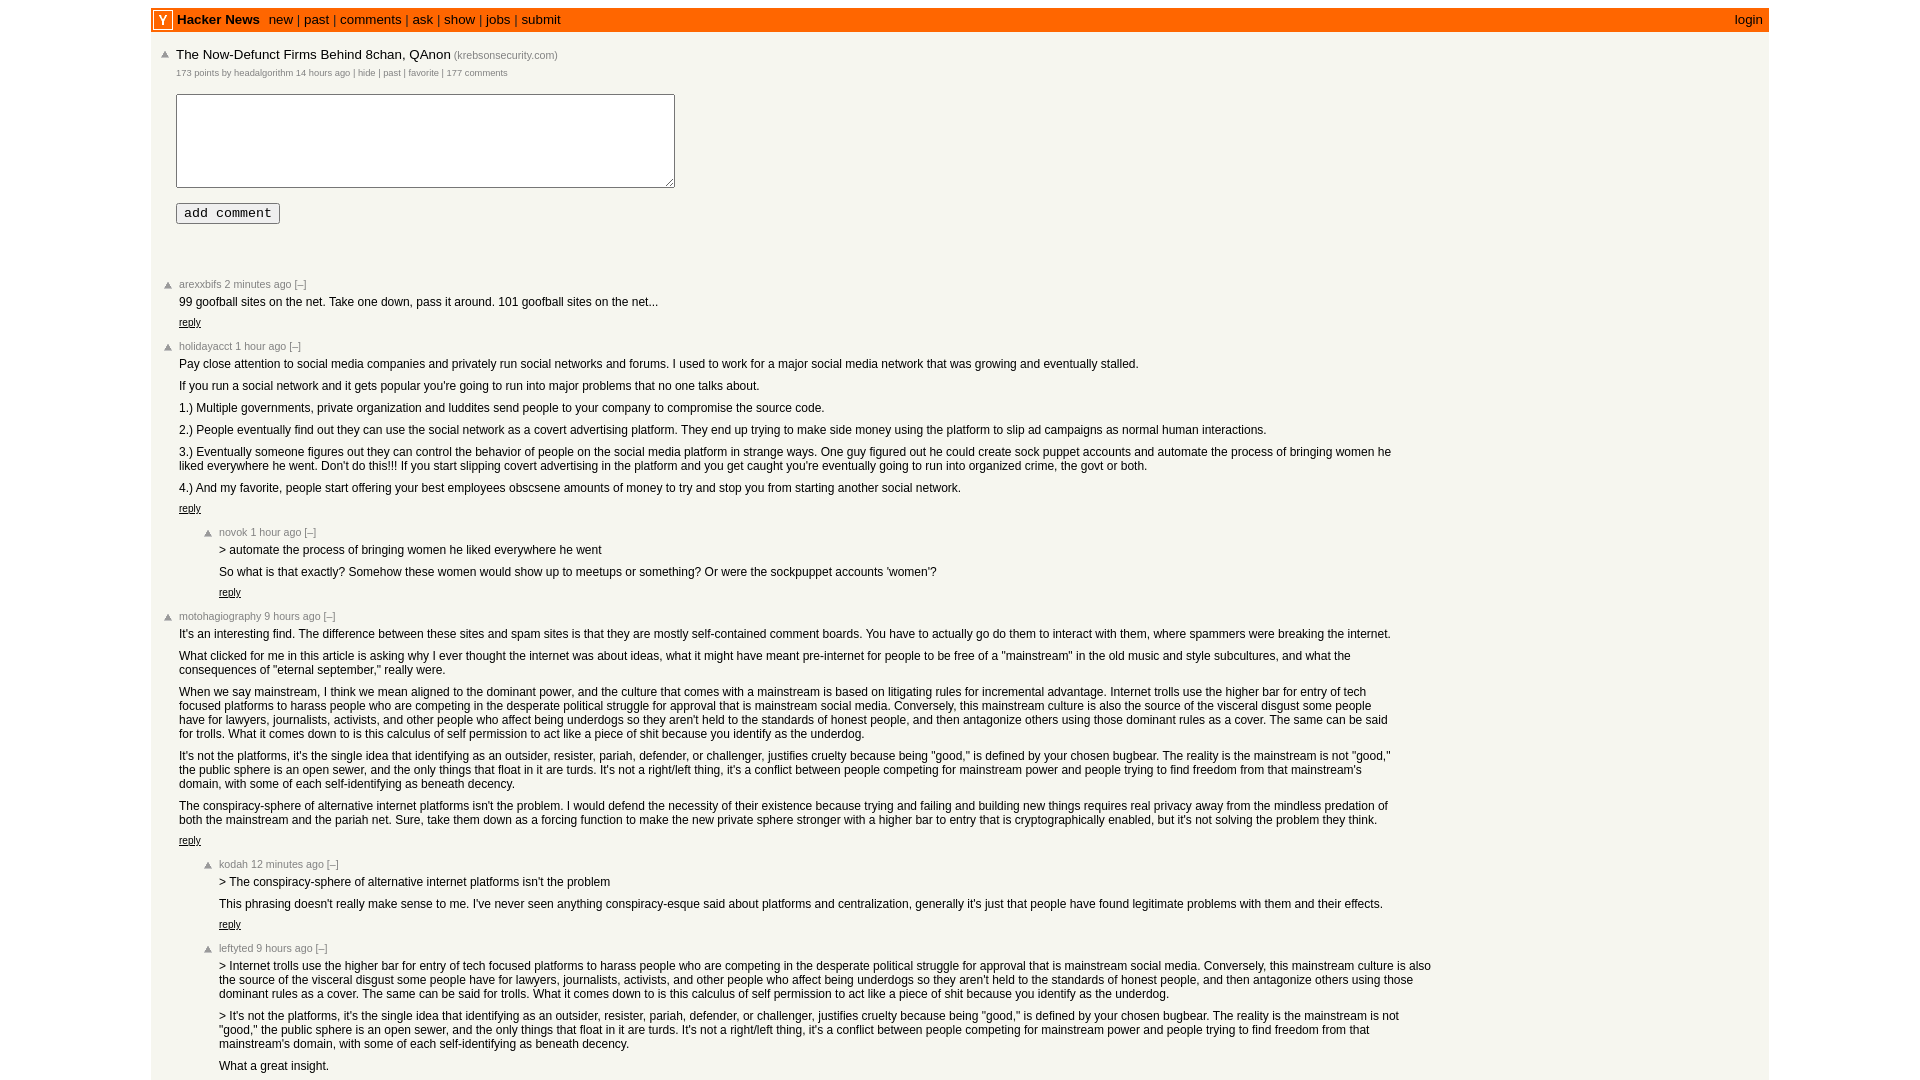 Y Hacker News new | past | comments | ask | show | jobs | submit login
The Now-Defunct Firms Behind 8chan, QAnon (krebsonsecurity.com)
173 points by headalgorithm 14 hours ago | hide | past | favorite | 177 comments
add comment
arexxbifs 2 minutes ago [–]
99 goofball sites on the net. Take one down, pass it around. 101 goofball sites on the net...
reply
holidayacct 1 hour ago [–]
Pay close attention to social media companies and privately run social networks and forums. I used to work for a major social media network that was growing and eventually stalled.
If you run a social network and it gets popular you're going to run into major problems that no one talks about.
1.) Multiple governments, private organization and luddites send people to your company to compromise the source code.
2.) People eventually find out they can use the social network as a covert advertising platform. They end up trying to make side money using the platform to slip ad campaigns as normal human interactions.
3.) Eventually someone figures out they can control the behavior of people on the social media platform in strange ways. One guy figured out he could create sock puppet accounts and automate the process of bringing women he
liked everywhere he went. Don't do this!!! If you start slipping covert advertising in the platform and you get caught you're eventually going to run into organized crime, the govt or both.
4.) And my favorite, people start offering your best employees obscsene amounts of money to try and stop you from starting another social network.
reply
novok 1 hour ago [–]
> automate the process of bringing women he liked everywhere he went
So what is that exactly? Somehow these women would show up to meetups or something? Or were the sockpuppet accounts 'women'?
reply
motohagiography 9 hours ago [–]
It's an interesting find. The difference between these sites and spam sites is that they are mostly self-contained comment boards. You have to actually go do them to interact with them, where spammers were breaking the internet.
What clicked for me in this article is asking why I ever thought the internet was about ideas, what it might have meant pre-internet for people to be free of a "mainstream" in the old music and style subcultures, and what the
consequences of "eternal september," really were.
When we say mainstream, I think we mean aligned to the dominant power, and the culture that comes with a mainstream is based on litigating rules for incremental advantage. Internet trolls use the higher bar for entry of tech
focused platforms to harass people who are competing in the desperate political struggle for approval that is mainstream social media. Conversely, this mainstream culture is also the source of the visceral disgust some people
have for lawyers, journalists, activists, and other people who affect being underdogs so they aren't held to the standards of honest people, and then antagonize others using those dominant rules as a cover. The same can be said
for trolls. What it comes down to is this calculus of self permission to act like a piece of shit because you identify as the underdog.
It's not the platforms, it's the single idea that identifying as an outsider, resister, pariah, defender, or challenger, justifies cruelty because being "good," is defined by your chosen bugbear. The reality is the mainstream is not "good,"
the public sphere is an open sewer, and the only things that float in it are turds. It's not a right/left thing, it's a conflict between people competing for mainstream power and people trying to find freedom from that mainstream's
domain, with some of each self-identifying as beneath decency.
The conspiracy-sphere of alternative internet platforms isn't the problem. I would defend the necessity of their existence because trying and failing and building new things requires real privacy away from the mindless predation of
both the mainstream and the pariah net. Sure, take them down as a forcing function to make the new private sphere stronger with a higher bar to entry that is cryptographically enabled, but it's not solving the problem they think.
reply
kodah 12 minutes ago [–]
> The conspiracy-sphere of alternative internet platforms isn't the problem
This phrasing doesn't really make sense to me. I've never seen anything conspiracy-esque said about platforms and centralization, generally it's just that people have found legitimate problems with them and their effects.
reply
leftyted 9 hours ago [–]
> Internet trolls use the higher bar for entry of tech focused platforms to harass people who are competing in the desperate political struggle for approval that is mainstream social media. Conversely, this mainstream culture is also
the source of the visceral disgust some people have for lawyers, journalists, activists, and other people who affect being underdogs so they aren't held to the standards of honest people, and then antagonize others using those
dominant rules as a cover. The same can be said for trolls. What it comes down to is this calculus of self permission to act like a piece of shit because you identify as the underdog.
> It's not the platforms, it's the single idea that identifying as an outsider, resister, pariah, defender, or challenger, justifies cruelty because being "good," is defined by your chosen bugbear. The reality is the mainstream is not
"good," the public sphere is an open sewer, and the only things that float in it are turds. It's not a right/left thing, it's a conflict between people competing for mainstream power and people trying to find freedom from that
mainstream's domain, with some of each self-identifying as beneath decency.
What a great insight.